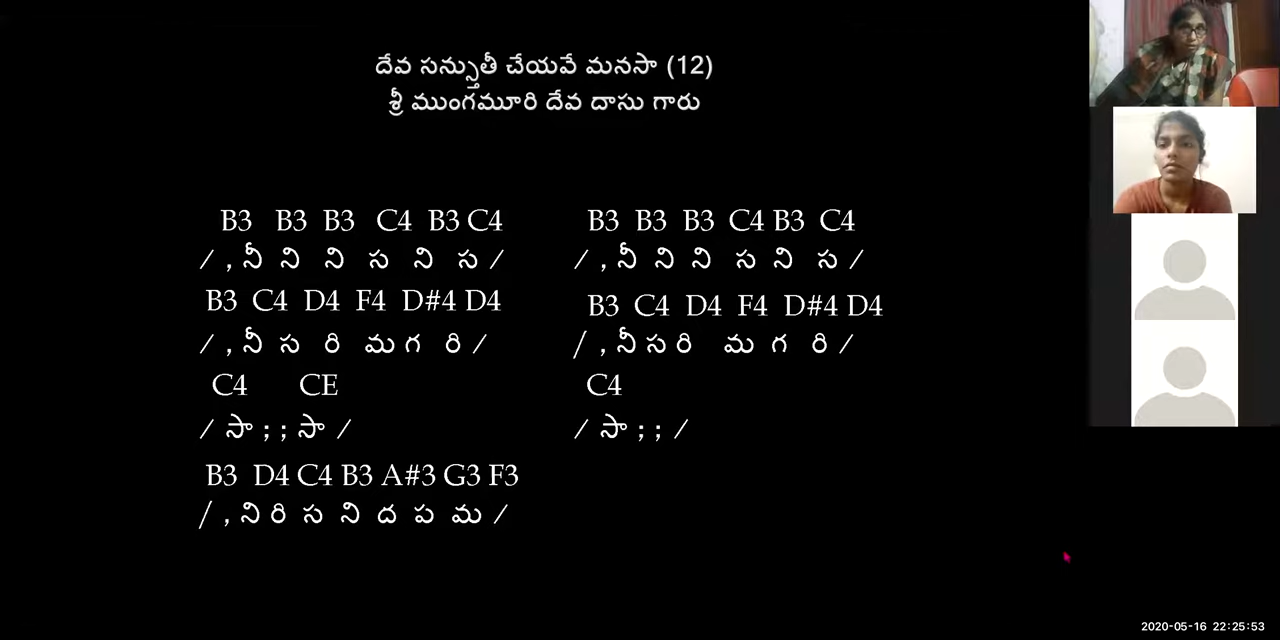 దేవ సన్స్తుతీ చేయవే మనసా (12)
శ్రీ ముంగమూరి దేవ దాసు గారు
B3 B3 B3 C4 B3 C4
/ , నీ ని ని స ని స /
B3 C4 D4 F4 D#4 D4
/ , నీ స రి మ గ రి /
C4 CE
/ సా ; ; సా /
B3 D4 C4 B3 A#3 G3 F3
/ , ని రి స ని ద ప మ /
B3 B3 B3 C4 B3 C4
/ , నీ ని ని స ని స /
B3 C4 D4 F4 D#4 D4
/ , నీ స రి మ గ రి /
C4
/ సా ; ; /
2020-05-16 22:25:53